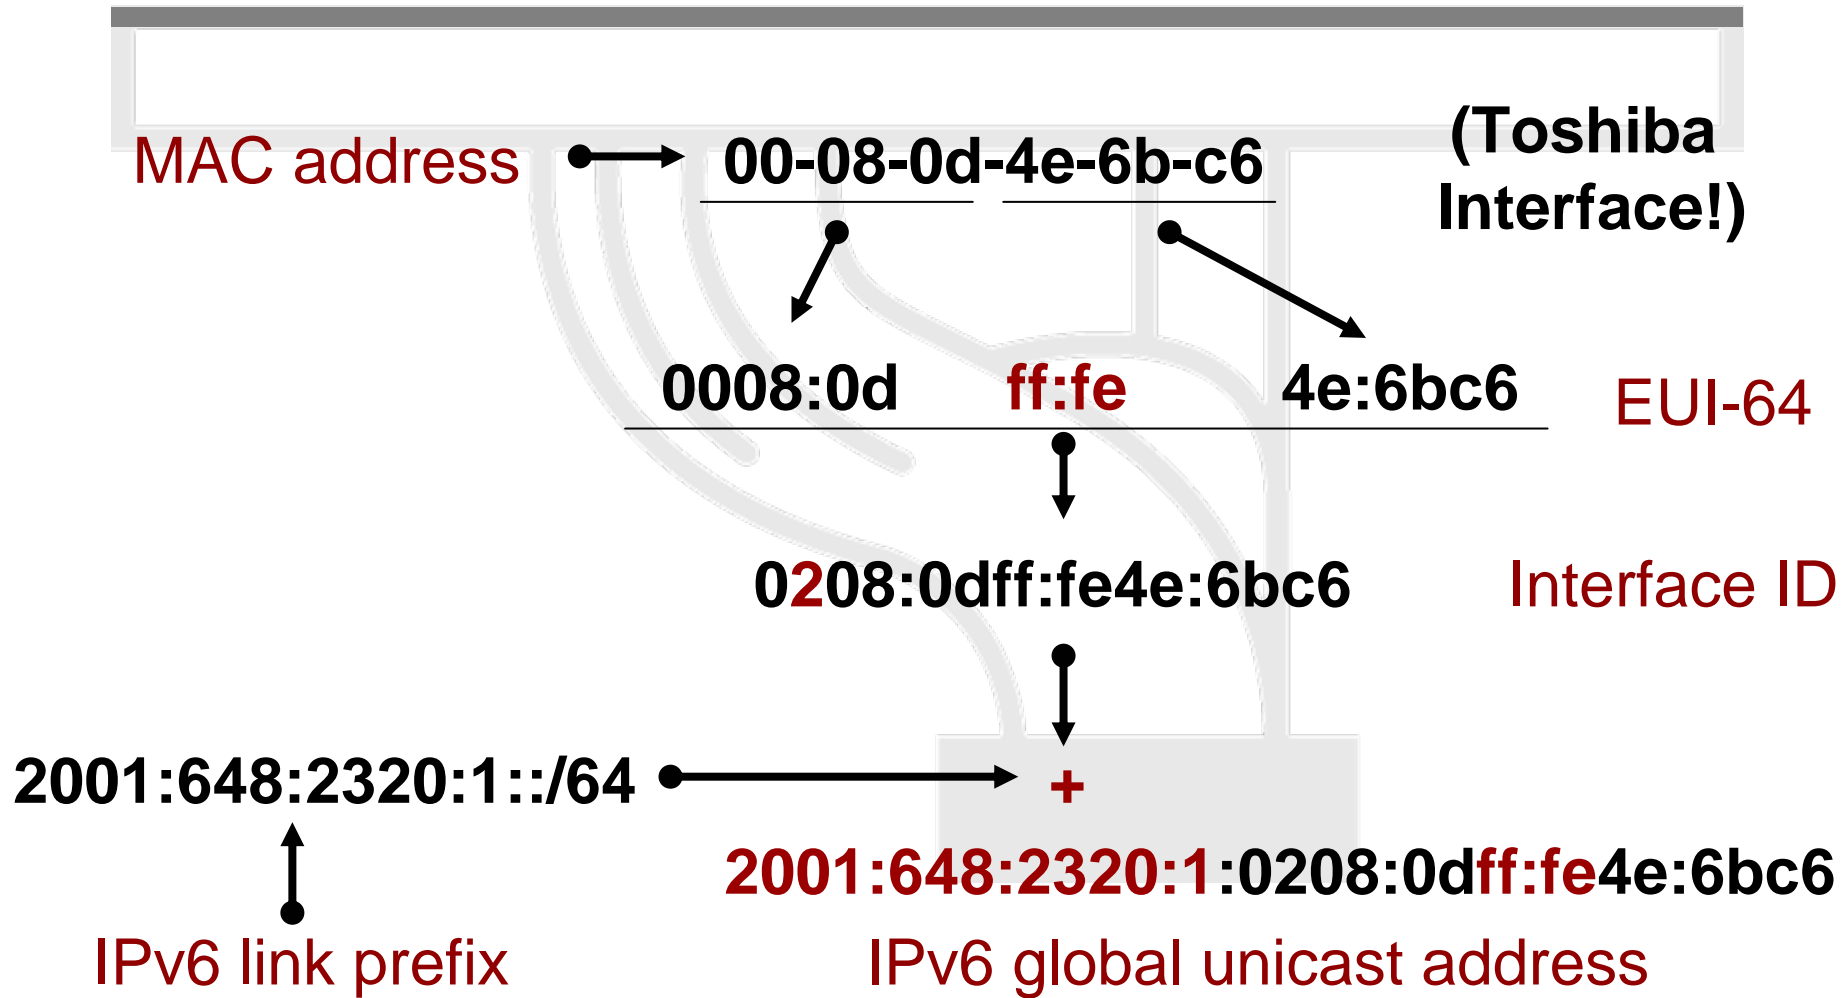 MAC address 00-08-0d-4e-6b-c6 (Toshiba
Interface!)
0008:0d ff:fe 4e:6bc6 EUI-64
0208:0dff:fe4e:6bc6 Interface ID
2001:648:2320:1::/64 +
2001:648:2320:1:0208:0dff:fe4e:6bc6
IPv6 link prefix IPv6 global unicast address